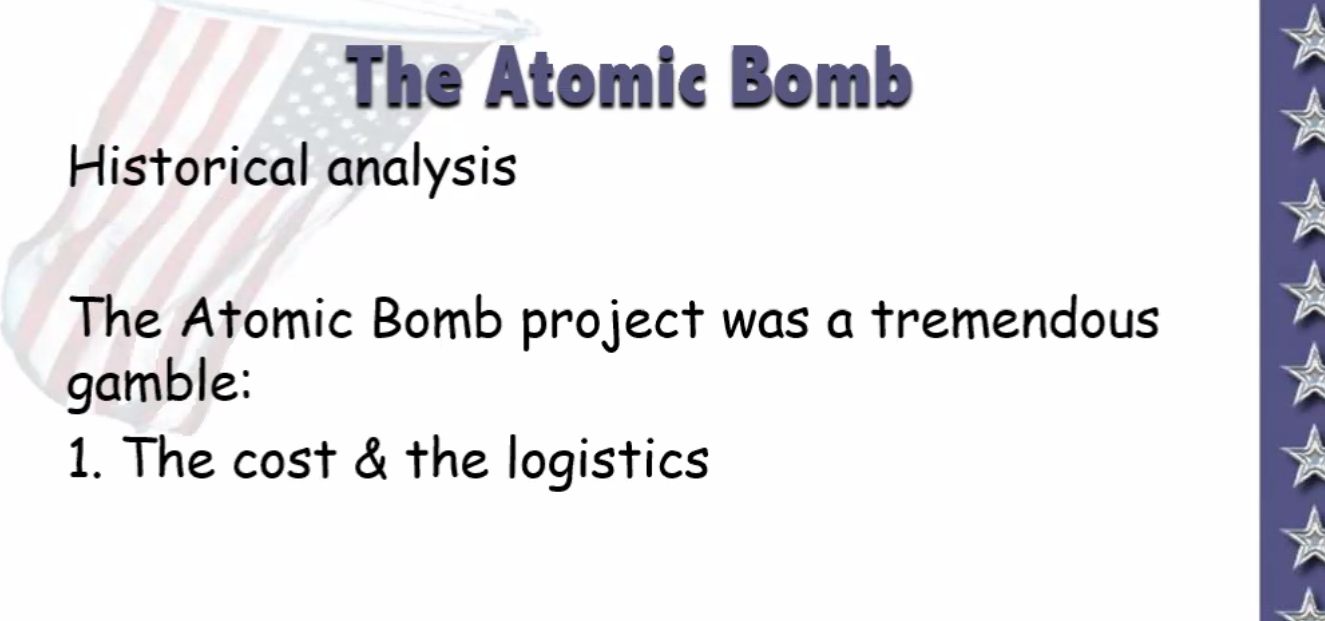 The Atomic Bomb
Historical analysis
The Atomic Bomb project was a tremendous
gamble:
1. The cost & the logistics